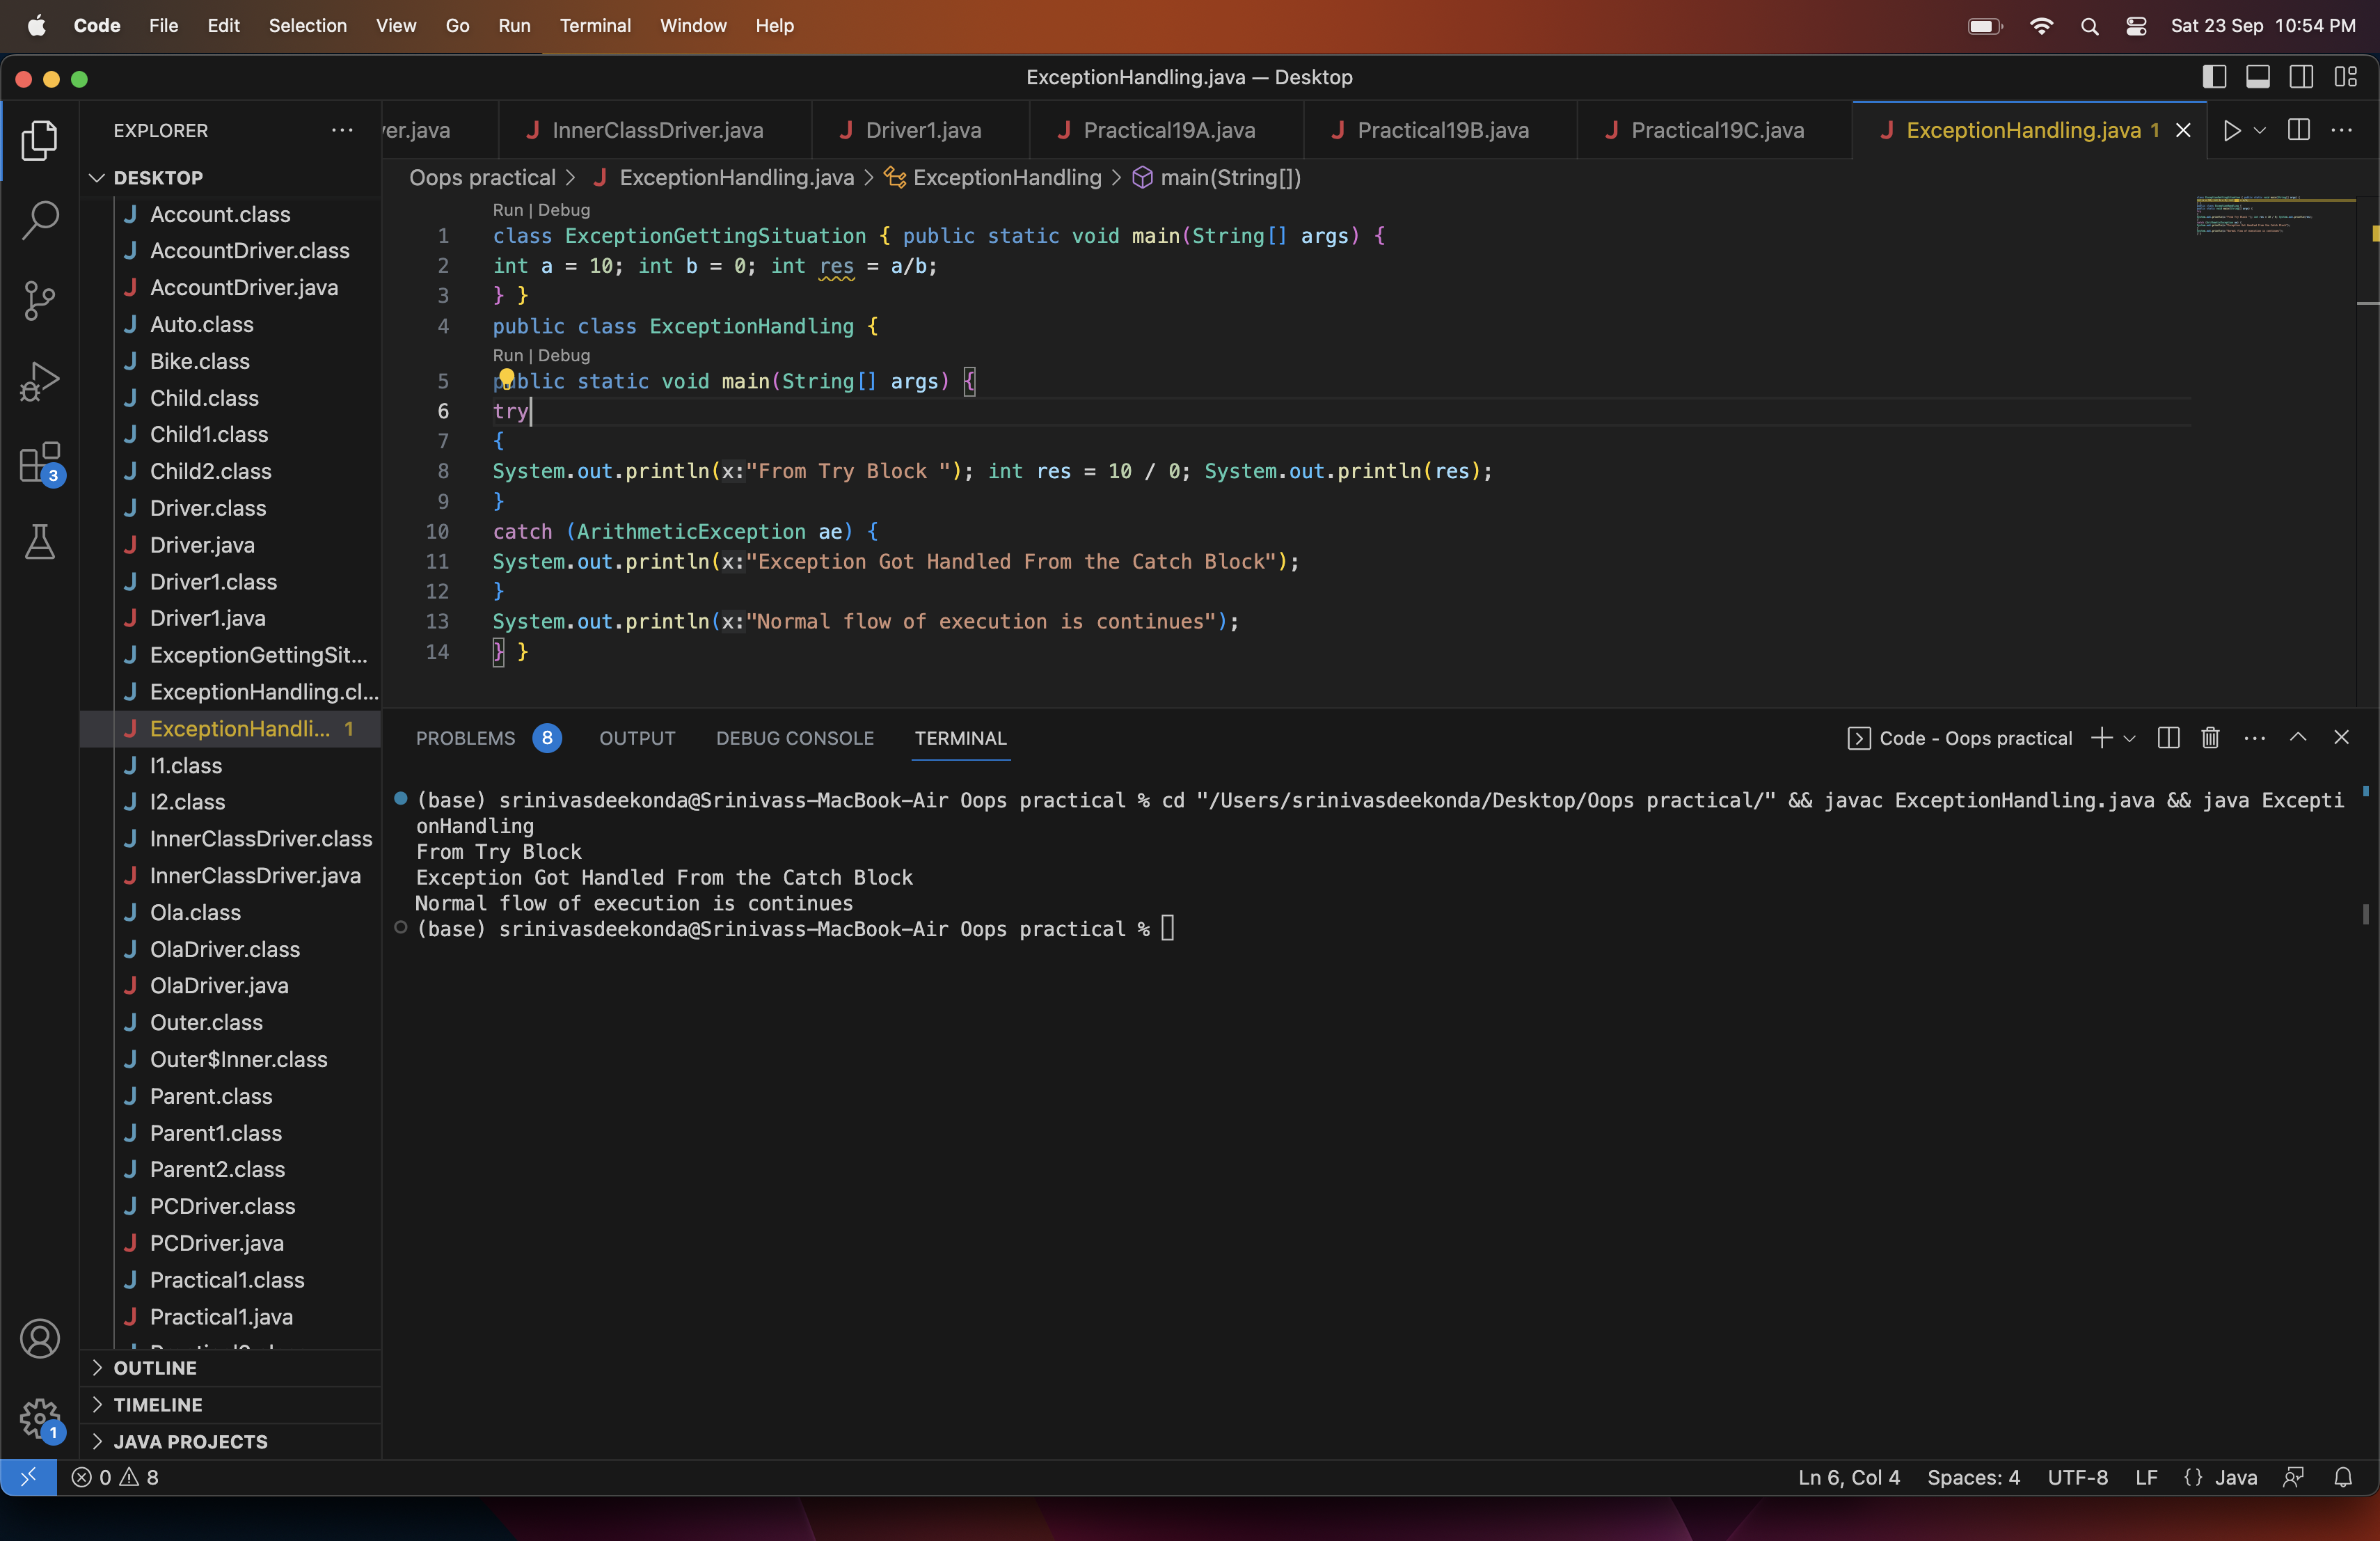 Code File Edit Selection View Go Run Terminal Window Help Sat 23 Sep 10:54 PM
ExceptionHandling.java — Desktop
EXPLORER
er.java InnerClassDriver.java Driver1.java Practical19A.java Practical19B.java Practical19C.java ExceptionHandling.java 1
DESKTOP
Account.class
AccountDriver.class
AccountDriver.java
Auto.class
Bike.class
Child.class
Child1.class
Child2.class
Driver.class
Driver.java
Driver1.class
Driver1.java
ExceptionGettingSit...
ExceptionHandling.cl...
ExceptionHandli... 1
I1.class
I2.class
InnerClassDriver.class
InnerClassDriver.java
Ola.class
OlaDriver.class
OlaDriver.java
Outer.class
Outer$Inner.class
Parent.class
Parent1.class
Parent2.class
PCDriver.class
PCDriver.java
Practical1.class
Practical1.java
OUTLINE
TIMELINE
JAVA PROJECTS
3
1
Oops practical > ExceptionHandling.java > ExceptionHandling > main(String[])
Run | Debug
1 class ExceptionGettingSituation { public static void main(String[] args) {
2 int a = 10; int b = 0; int res = a/b;
3 } }
4 public class ExceptionHandling {
Run | Debug
5 public static void main(String[] args) {
6 try
7 {
8 System.out.println(x:"From Try Block "); int res = 10 / 0; System.out.println(res);
9 }
10 catch (ArithmeticException ae) {
11 System.out.println(x:"Exception Got Handled From the Catch Block");
12 }
13 System.out.println(x:"Normal flow of execution is continues");
14 } }
PROBLEMS 8 OUTPUT DEBUG CONSOLE TERMINAL Code - Oops practical
(base) srinivasdeekonda@Srinivass-MacBook-Air Oops practical % cd "/Users/srinivasdeekonda/Desktop/Oops practical/" && javac ExceptionHandling.java && java Excepti
onHandling
From Try Block
Exception Got Handled From the Catch Block
Normal flow of execution is continues
(base) srinivasdeekonda@Srinivass-MacBook-Air Oops practical %
0 8 Ln 6, Col 4 Spaces: 4 UTF-8 LF {} Java